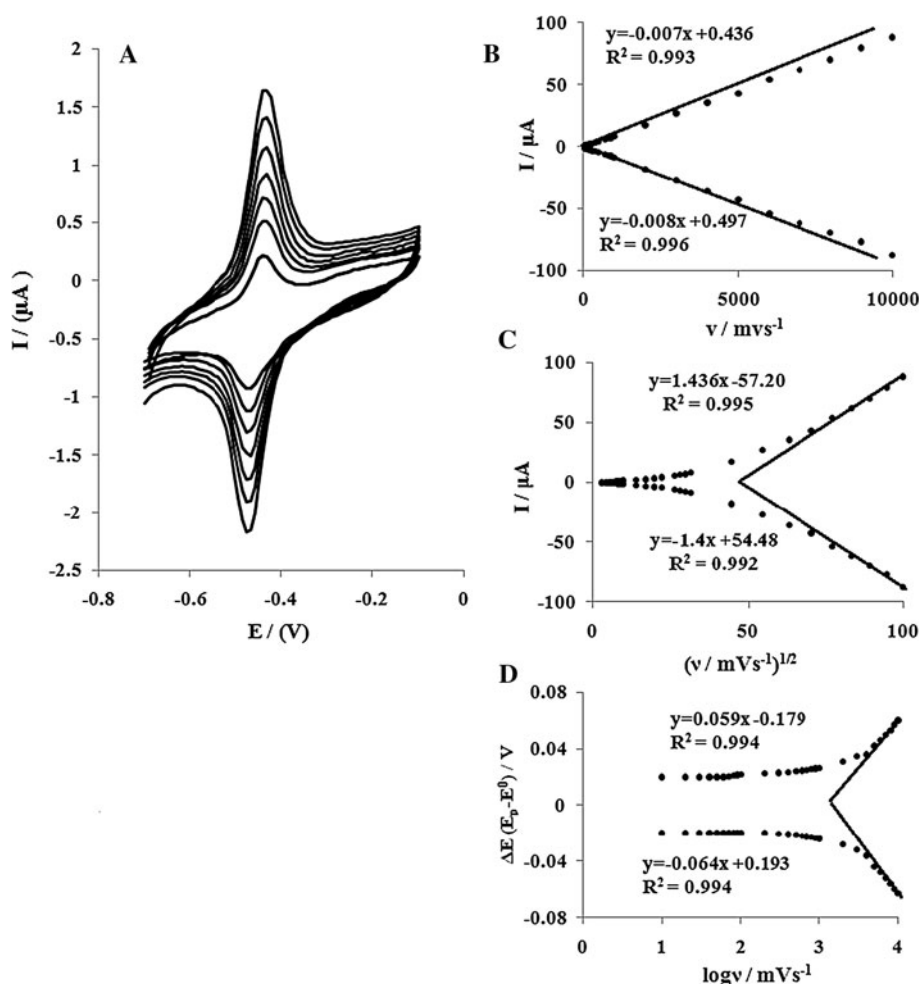 A
I / (μA)
2
1.5
1
0.5
0
-0.5
-1
-1.5
-2
-2.5
-0.8
-0.6
-0.4
-0.2
0
E / (V)
B
I / μA
100
50
0
-50
-100
y=-0.007x +0.436
R² = 0.993
y=-0.008x +0.497
R² = 0.996
0
5000
10000
v / mvs⁻¹
C
I / μA
100
50
0
-50
-100
y=1.436x -57.20
R² = 0.995
y=-1.4x +54.48
R² = 0.992
0
50
100
(ν / mVs⁻¹)¹/²
D
ΔE (Eₚ-E⁰) / V
0.08
0.04
0
-0.04
-0.08
y=0.059x -0.179
R² = 0.994
y=-0.064x +0.193
R² = 0.994
0
1
2
3
4
logν / mVs⁻¹